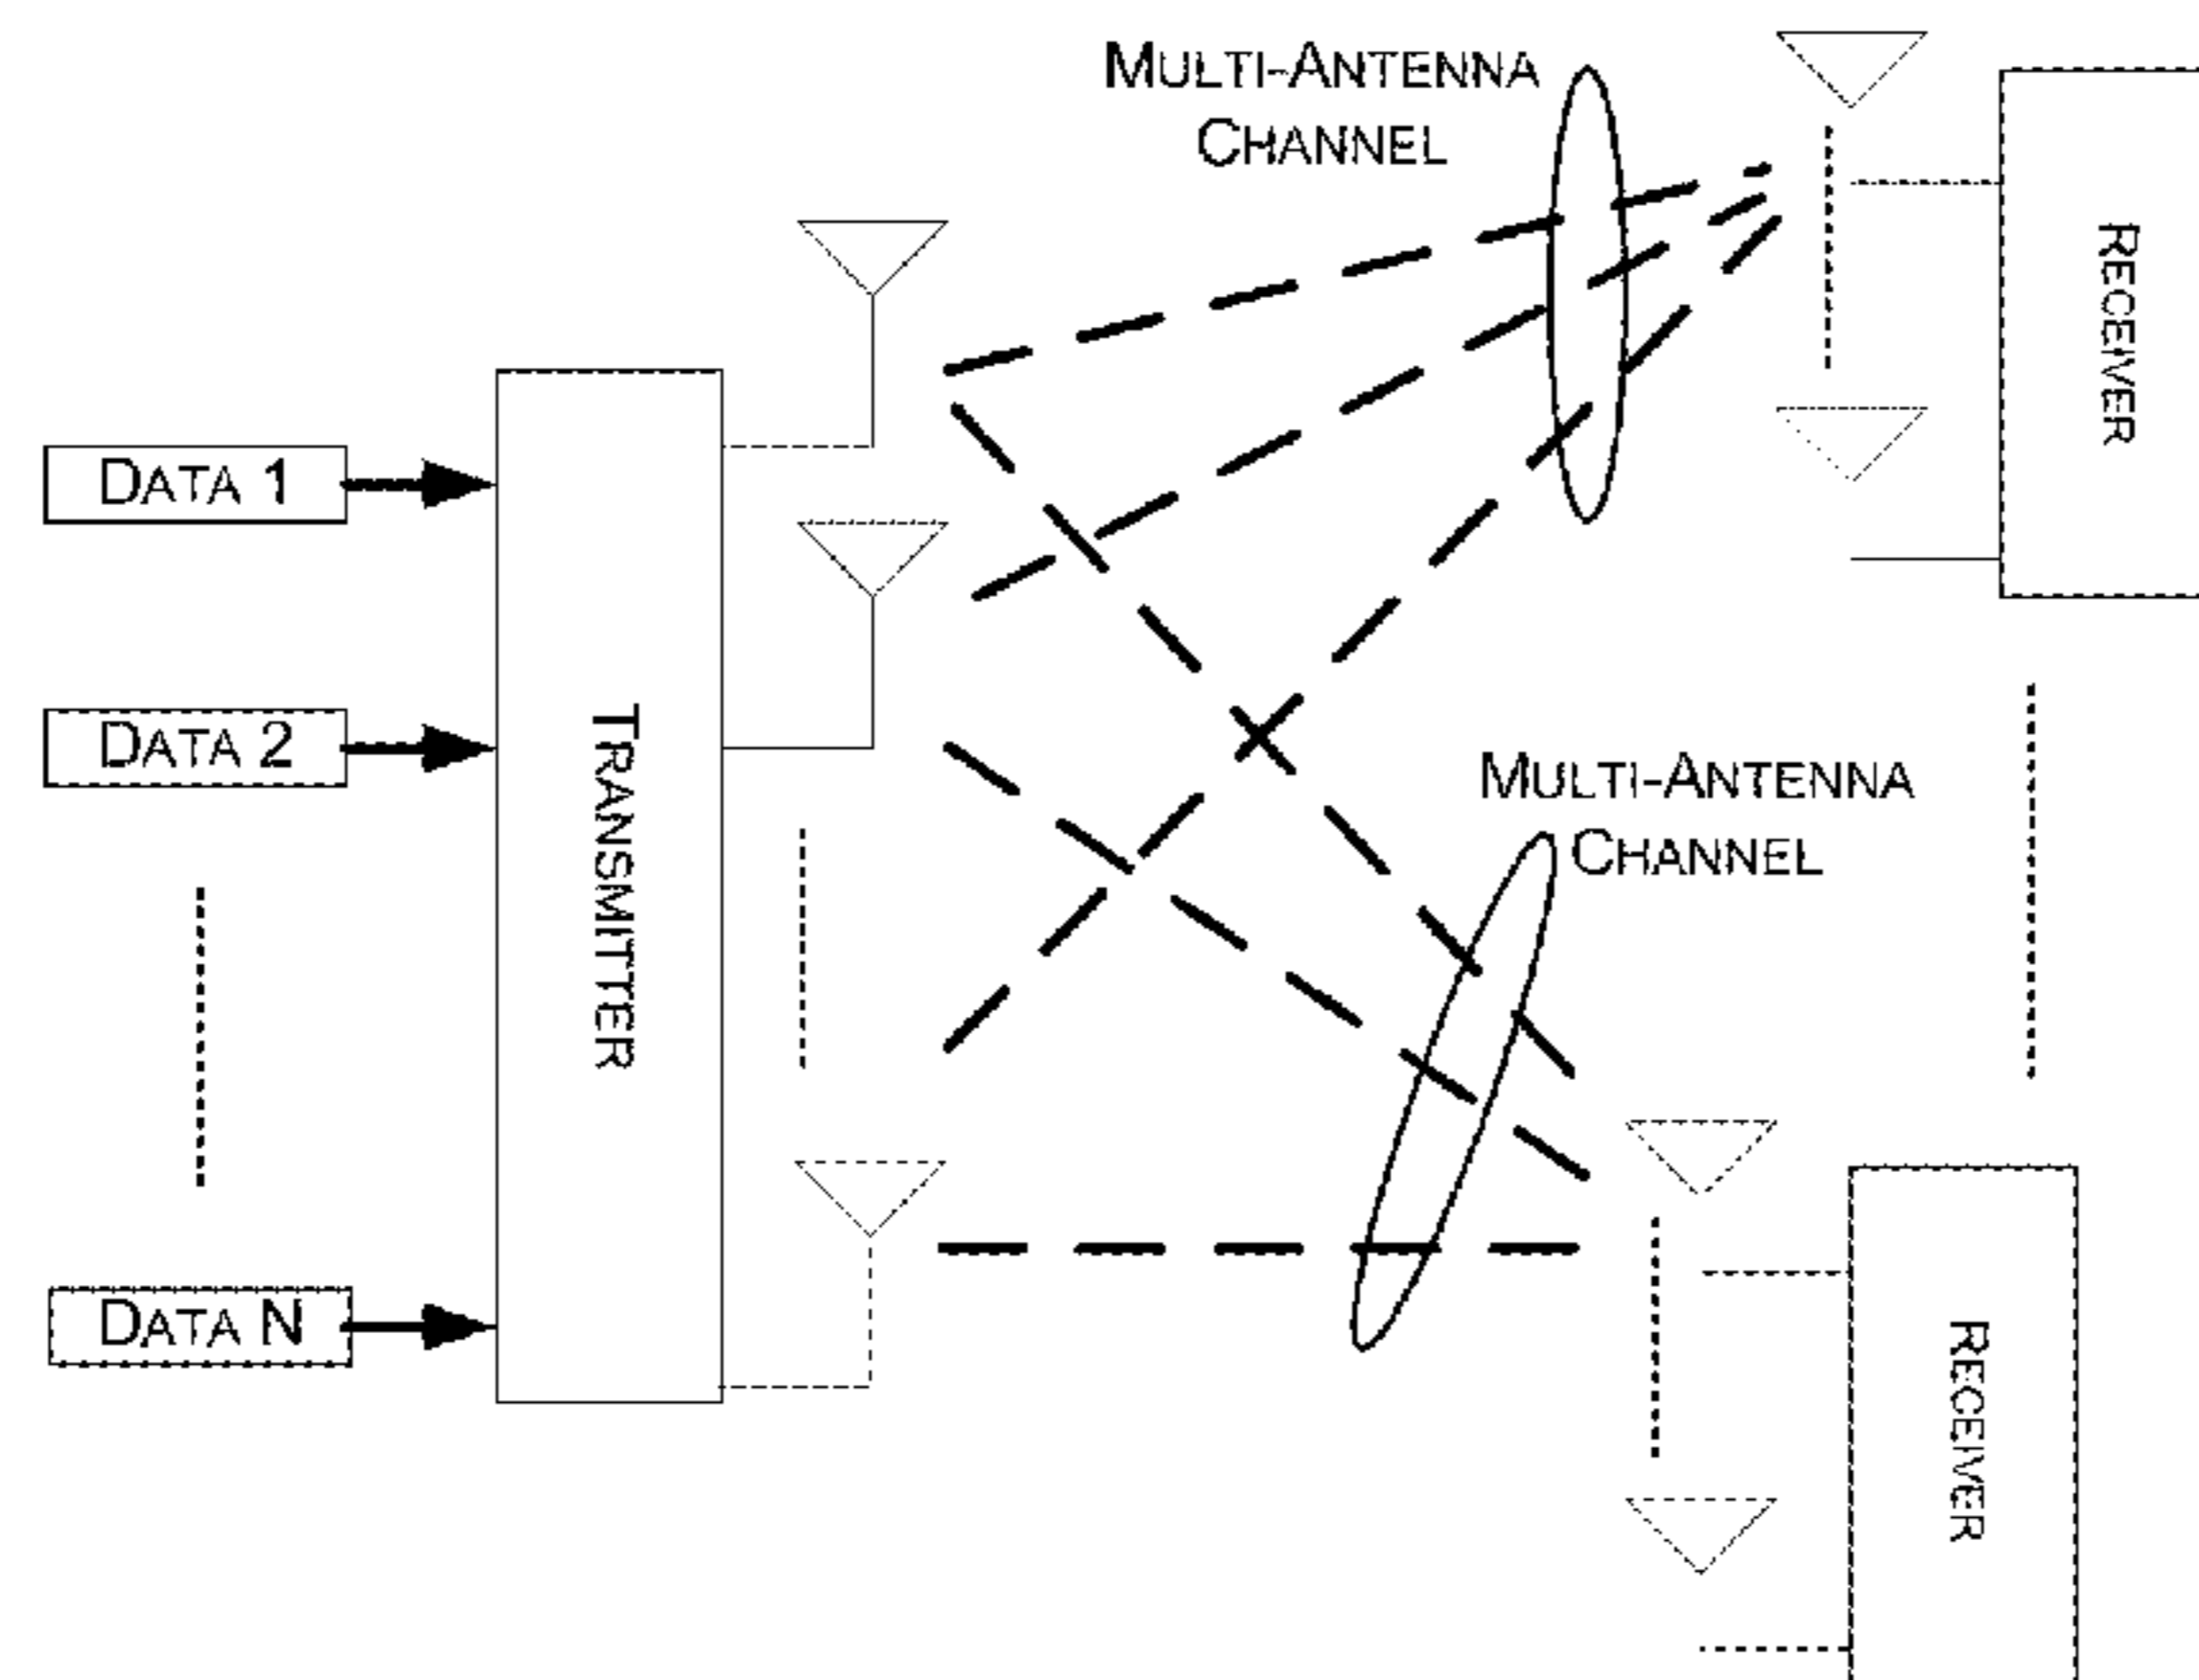 MULTI-ANTENNA
CHANNEL
RECEIVER
DATA 1
DATA 2
TRANSMITTER
MULTI-ANTENNA
CHANNEL
DATA N
RECEIVER